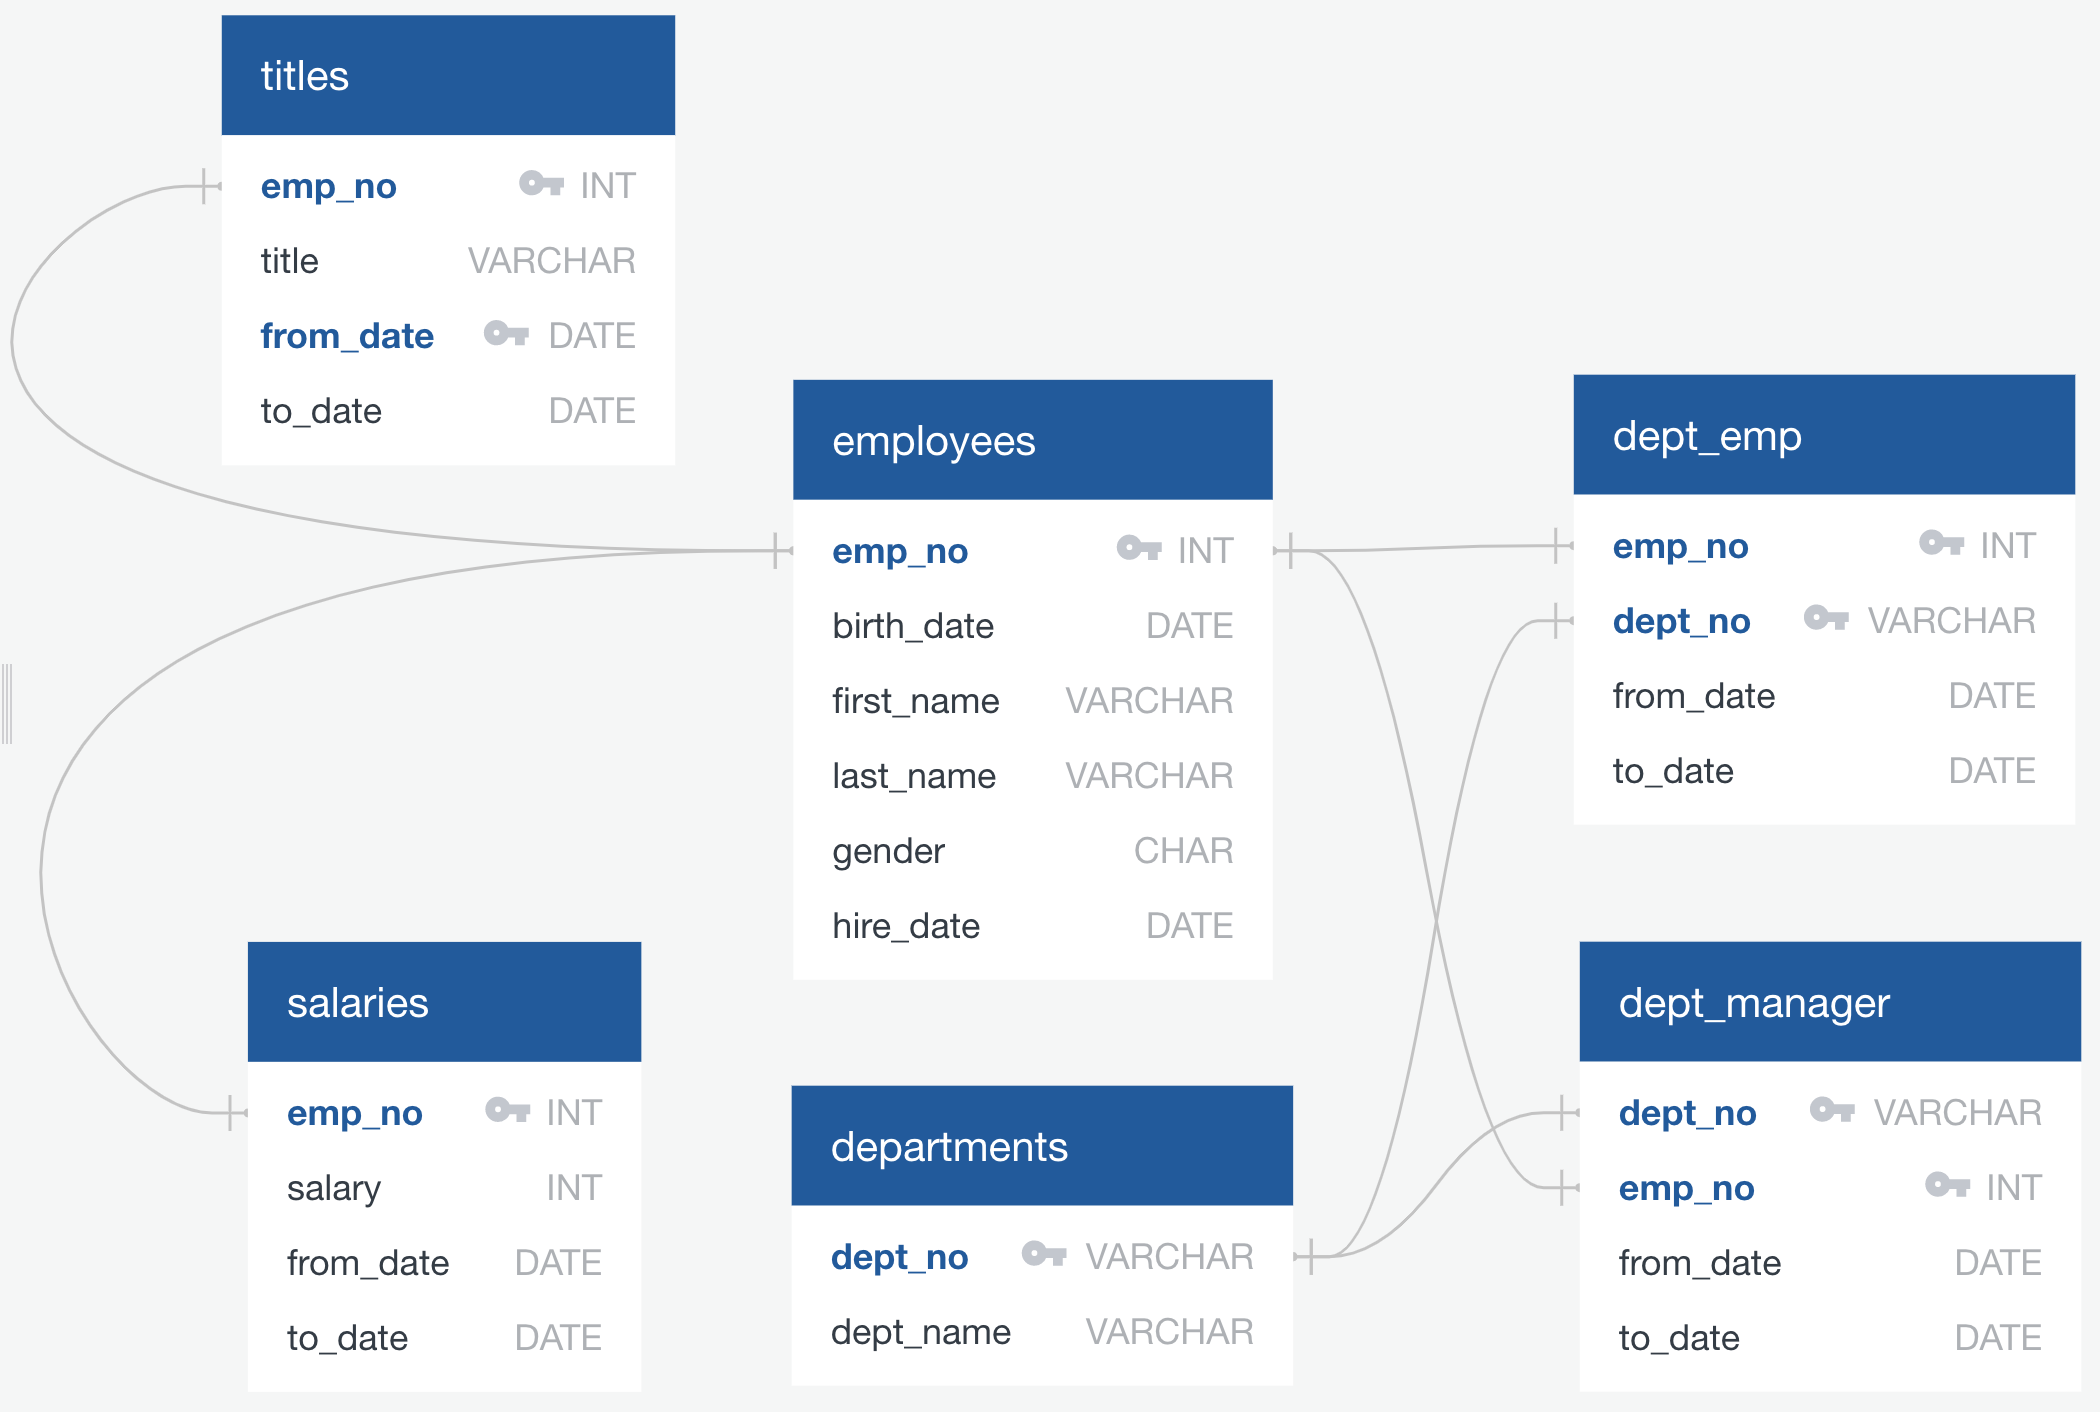 titles
emp_no INT
title VARCHAR
from_date DATE
to_date DATE
employees
emp_no INT
birth_date DATE
first_name VARCHAR
last_name VARCHAR
gender CHAR
hire_date DATE
dept_emp
emp_no INT
dept_no VARCHAR
from_date DATE
to_date DATE
salaries
emp_no INT
salary INT
from_date DATE
to_date DATE
departments
dept_no VARCHAR
dept_name VARCHAR
dept_manager
dept_no VARCHAR
emp_no INT
from_date DATE
to_date DATE